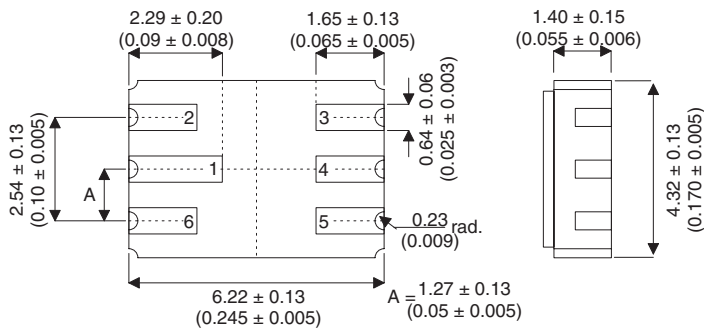 2.29 ± 0.20
(0.09 ± 0.008)
1.65 ± 0.13
(0.065 ± 0.005)
1.40 ± 0.15
(0.055 ± 0.006)
2
3
0.64 ± 0.06
(0.025 ± 0.003)
2.54 ± 0.13
(0.10 ± 0.005)
A
1
4
4.32 ± 0.13
(0.170 ± 0.005)
6
5
0.23 rad.
(0.009)
6.22 ± 0.13
(0.245 ± 0.005)
A = 1.27 ± 0.13
(0.05 ± 0.005)